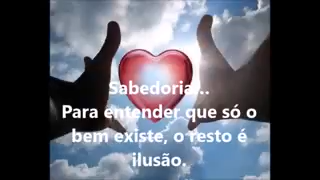 Sabedoria...
Para entender que só o
bem existe, o resto é
ilusão.